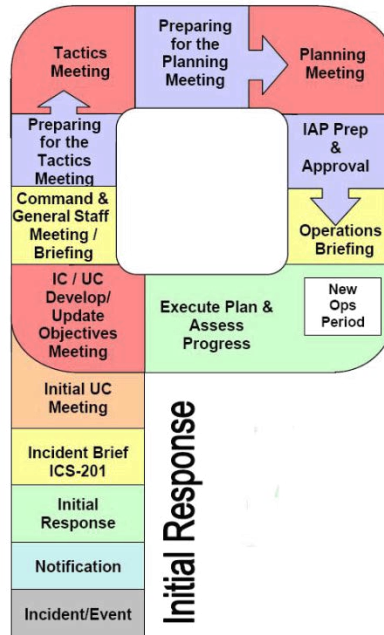 Tactics
Meeting
Preparing
for the
Planning
Meeting
Planning
Meeting
Preparing
for the
Tactics
Meeting
IAP Prep
&
Approval
Command &
General Staff
Meeting /
Briefing
Operations
Briefing
IC / UC
Develop/
Update
Objectives
Meeting
Execute Plan &
Assess
Progress
New
Ops
Period
Initial UC
Meeting
Incident Brief
ICS-201
Initial
Response
Notification
Incident/Event
Initial Response